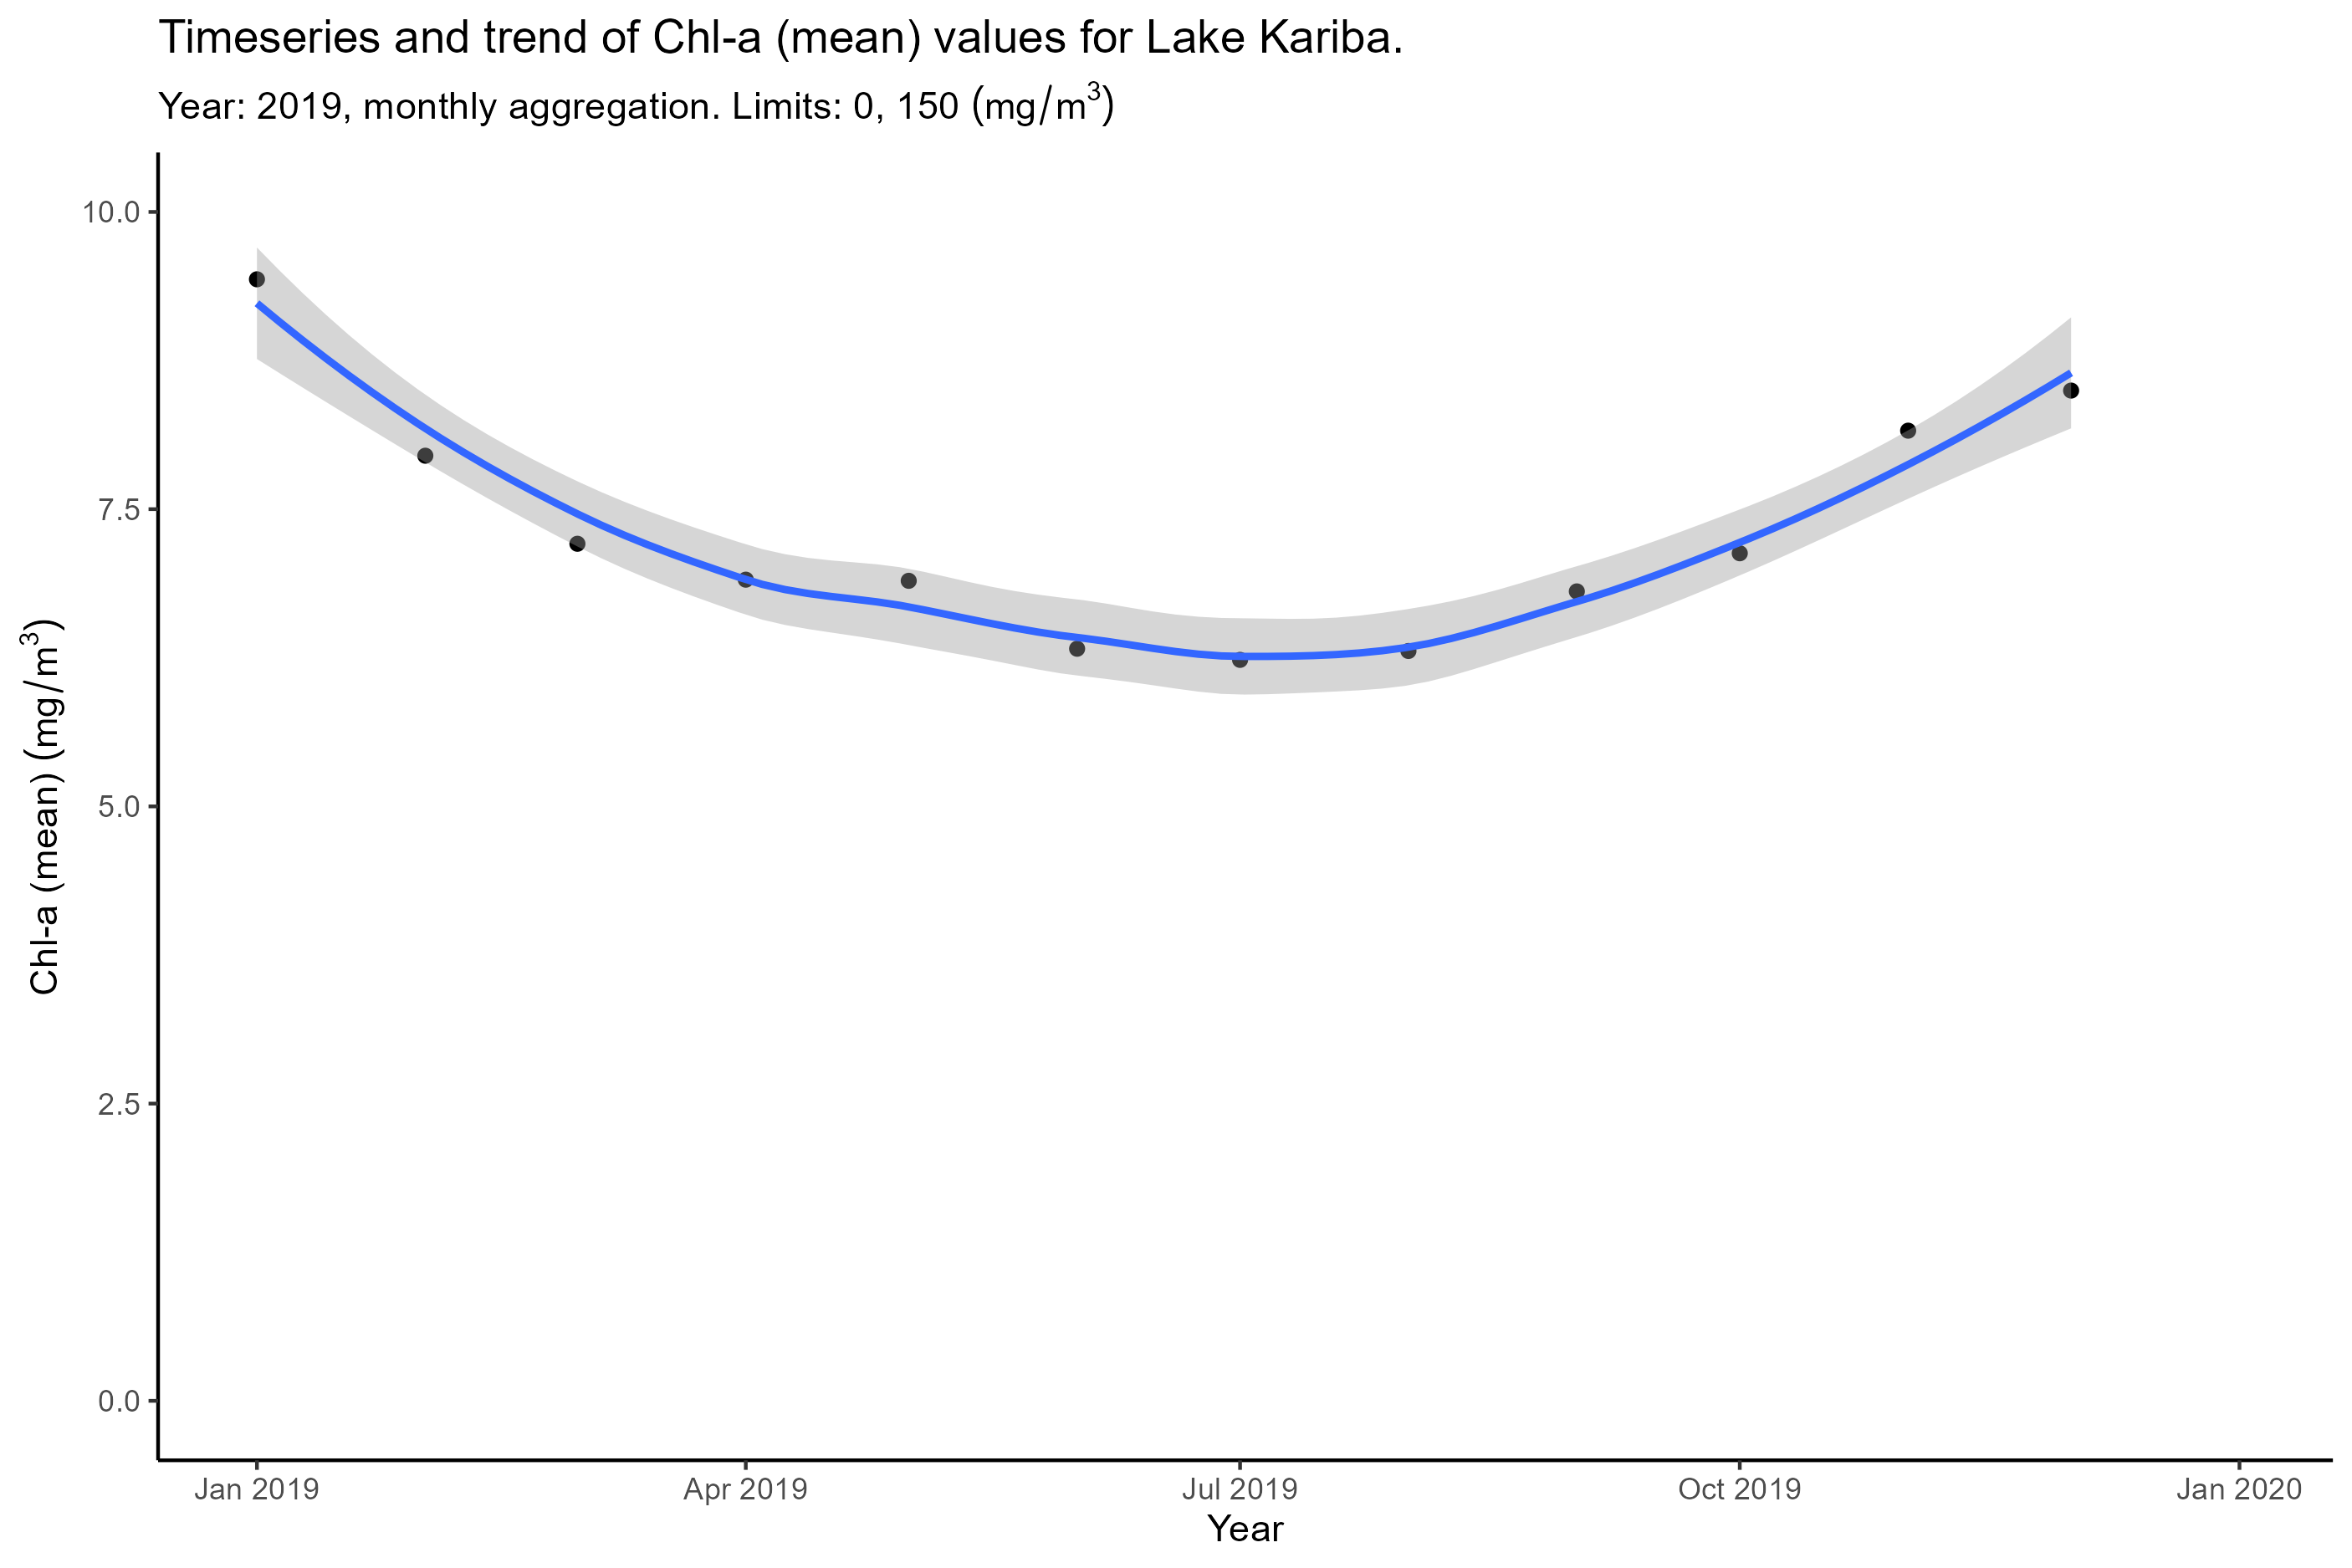 Timeseries and trend of Chl-a (mean) values for Lake Kariba.
Year: 2019, monthly aggregation. Limits: 0, 150 (mg/m³)
10.0
7.5
5.0
2.5
0.0
Chl-a (mean) (mg/m³)
Jan 2019
Apr 2019
Jul 2019
Oct 2019
Jan 2020
Year